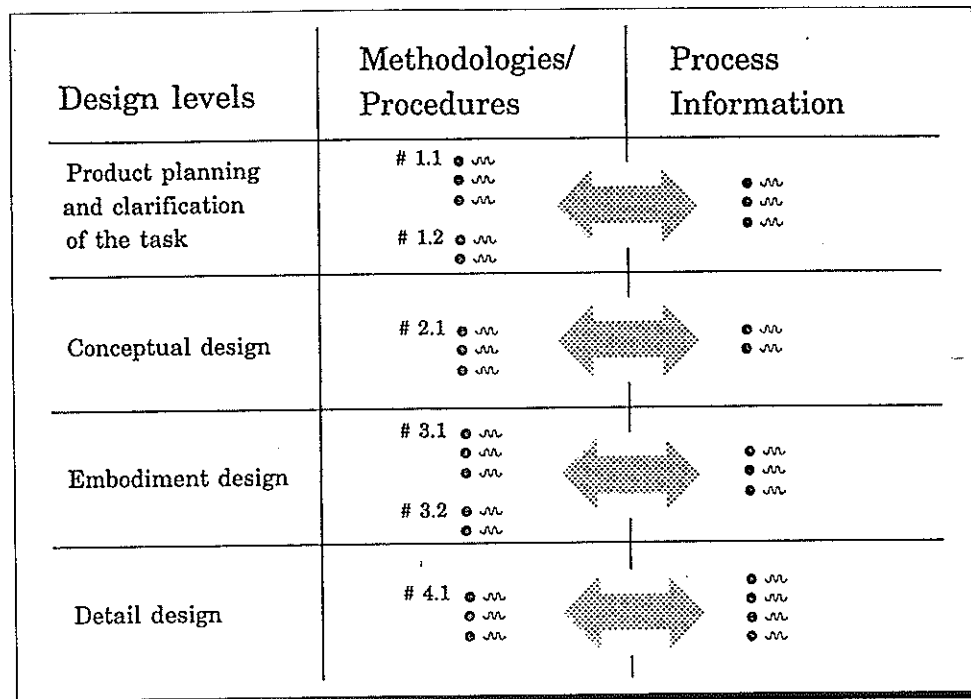 Design levels
Methodologies/
Procedures
Process
Information
Product planning
and clarification
of the task
# 1.1
# 1.2
Conceptual design
# 2.1
Embodiment design
# 3.1
# 3.2
Detail design
# 4.1